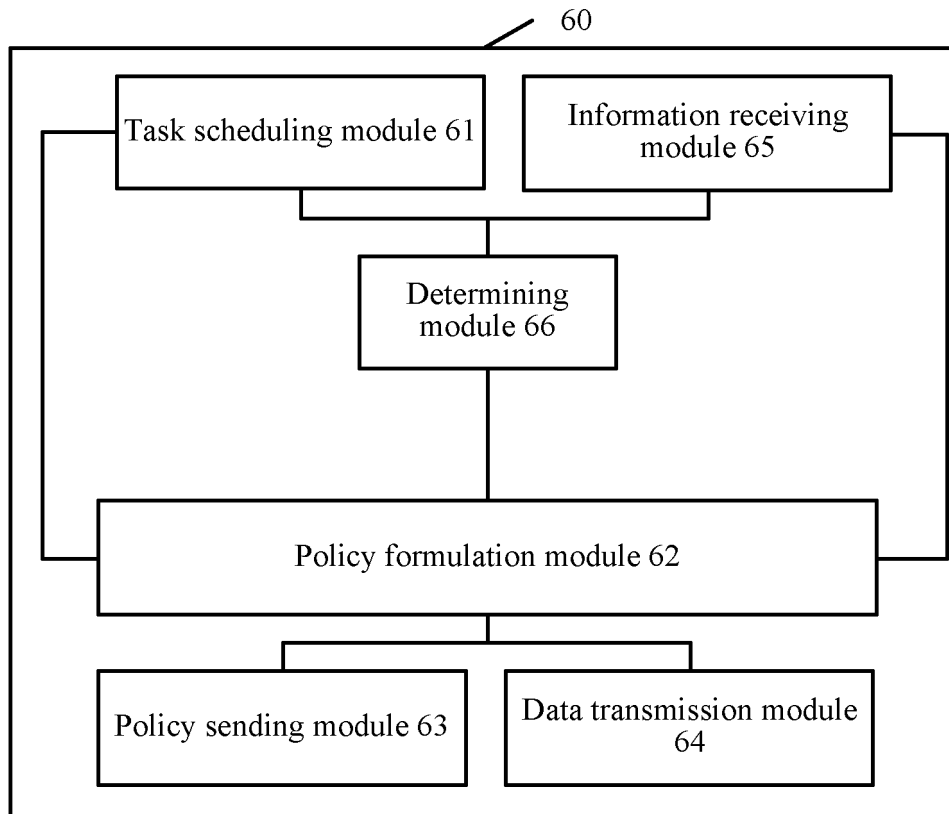 60
Task scheduling module 61
Information receiving
module 65
Determining
module 66
Policy formulation module 62
Policy sending module 63
Data transmission module
64